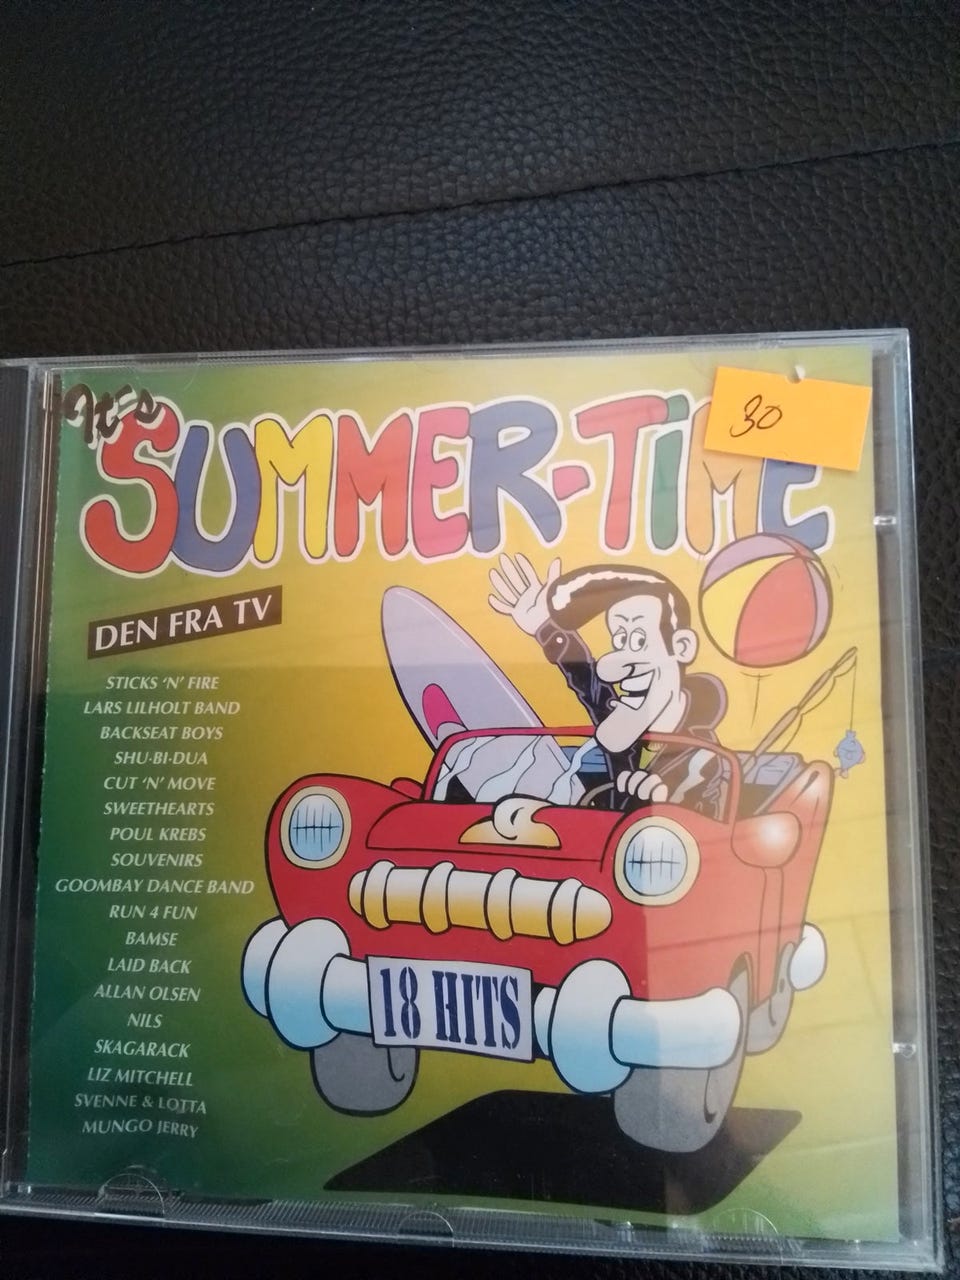 It's
SUMMER-TIME
30
DEN FRA TV
STICKS 'N' FIRE
LARS LILHOLT BAND
BACKSEAT BOYS
SHU·BI·DUA
CUT 'N' MOVE
SWEETHEARTS
POUL KREBS
SOUVENIRS
GOOMBAY DANCE BAND
RUN 4 FUN
BAMSE
LAID BACK
ALLAN OLSEN
NILS
SKAGARACK
LIZ MITCHELL
SVENNE & LOTTA
MUNGO JERRY
18 HITS